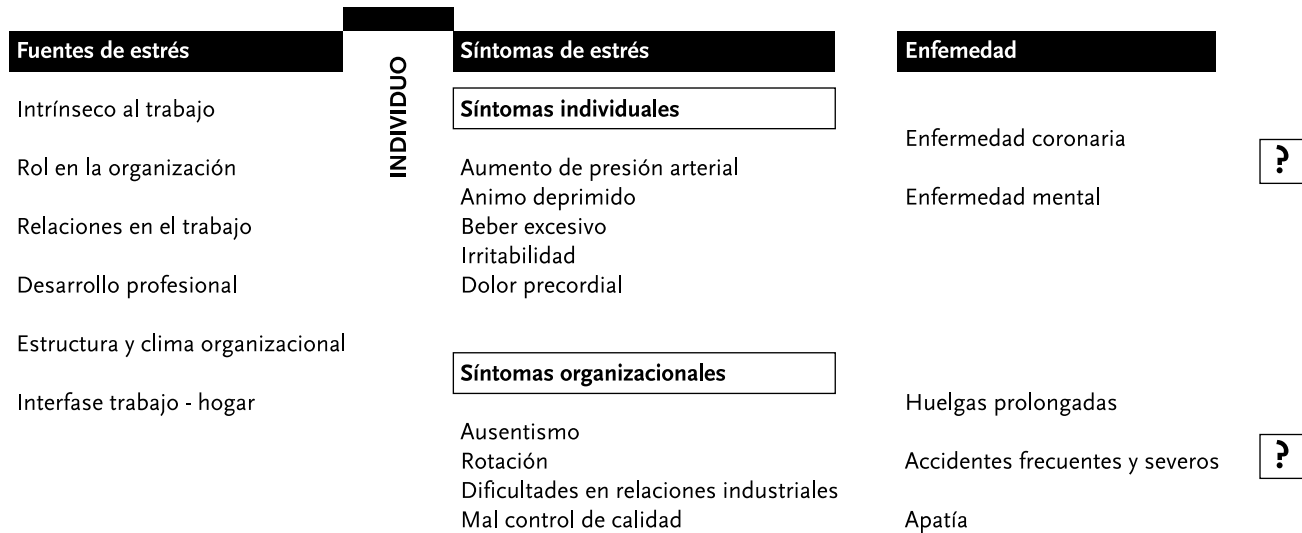 Fuentes de estrés
Intrínseco al trabajo
Rol en la organización
Relaciones en el trabajo
Desarrollo profesional
Estructura y clima organizacional
Interfase trabajo - hogar
INDIVIDUO
Síntomas de estrés
Síntomas individuales
Aumento de presión arterial
Animo deprimido
Beber excesivo
Irritabilidad
Dolor precordial
Síntomas organizacionales
Ausentismo
Rotación
Dificultades en relaciones industriales
Mal control de calidad
Enfemedad
Enfermedad coronaria
Enfermedad mental
Huelgas prolongadas
Accidentes frecuentes y severos
Apatía
?
?